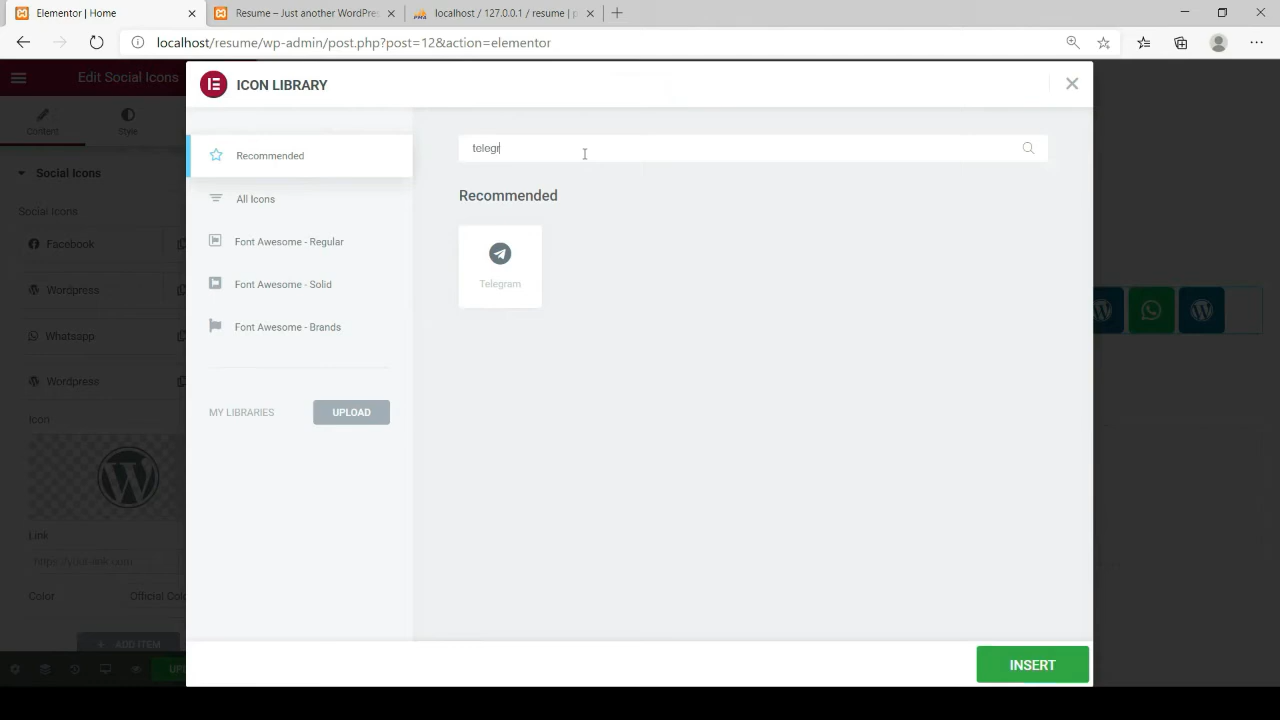 Elementor | Home
Resume – Just another WordPres
localhost / 127.0.0.1 / resume | p
localhost/resume/wp-admin/post.php?post=12&action=elementor
Edit Social Icons
ICON LIBRARY
Content
Style
Recommended
telegr
Social Icons
All Icons
Recommended
Social Icons
Facebook
Font Awesome - Regular
Wordpress
Font Awesome - Solid
Telegram
Whatsapp
Font Awesome - Brands
Wordpress
MY LIBRARIES
UPLOAD
Icon
Link
https://your-link.com
Color
Official Colo
+ ADD ITEM
UP
INSERT